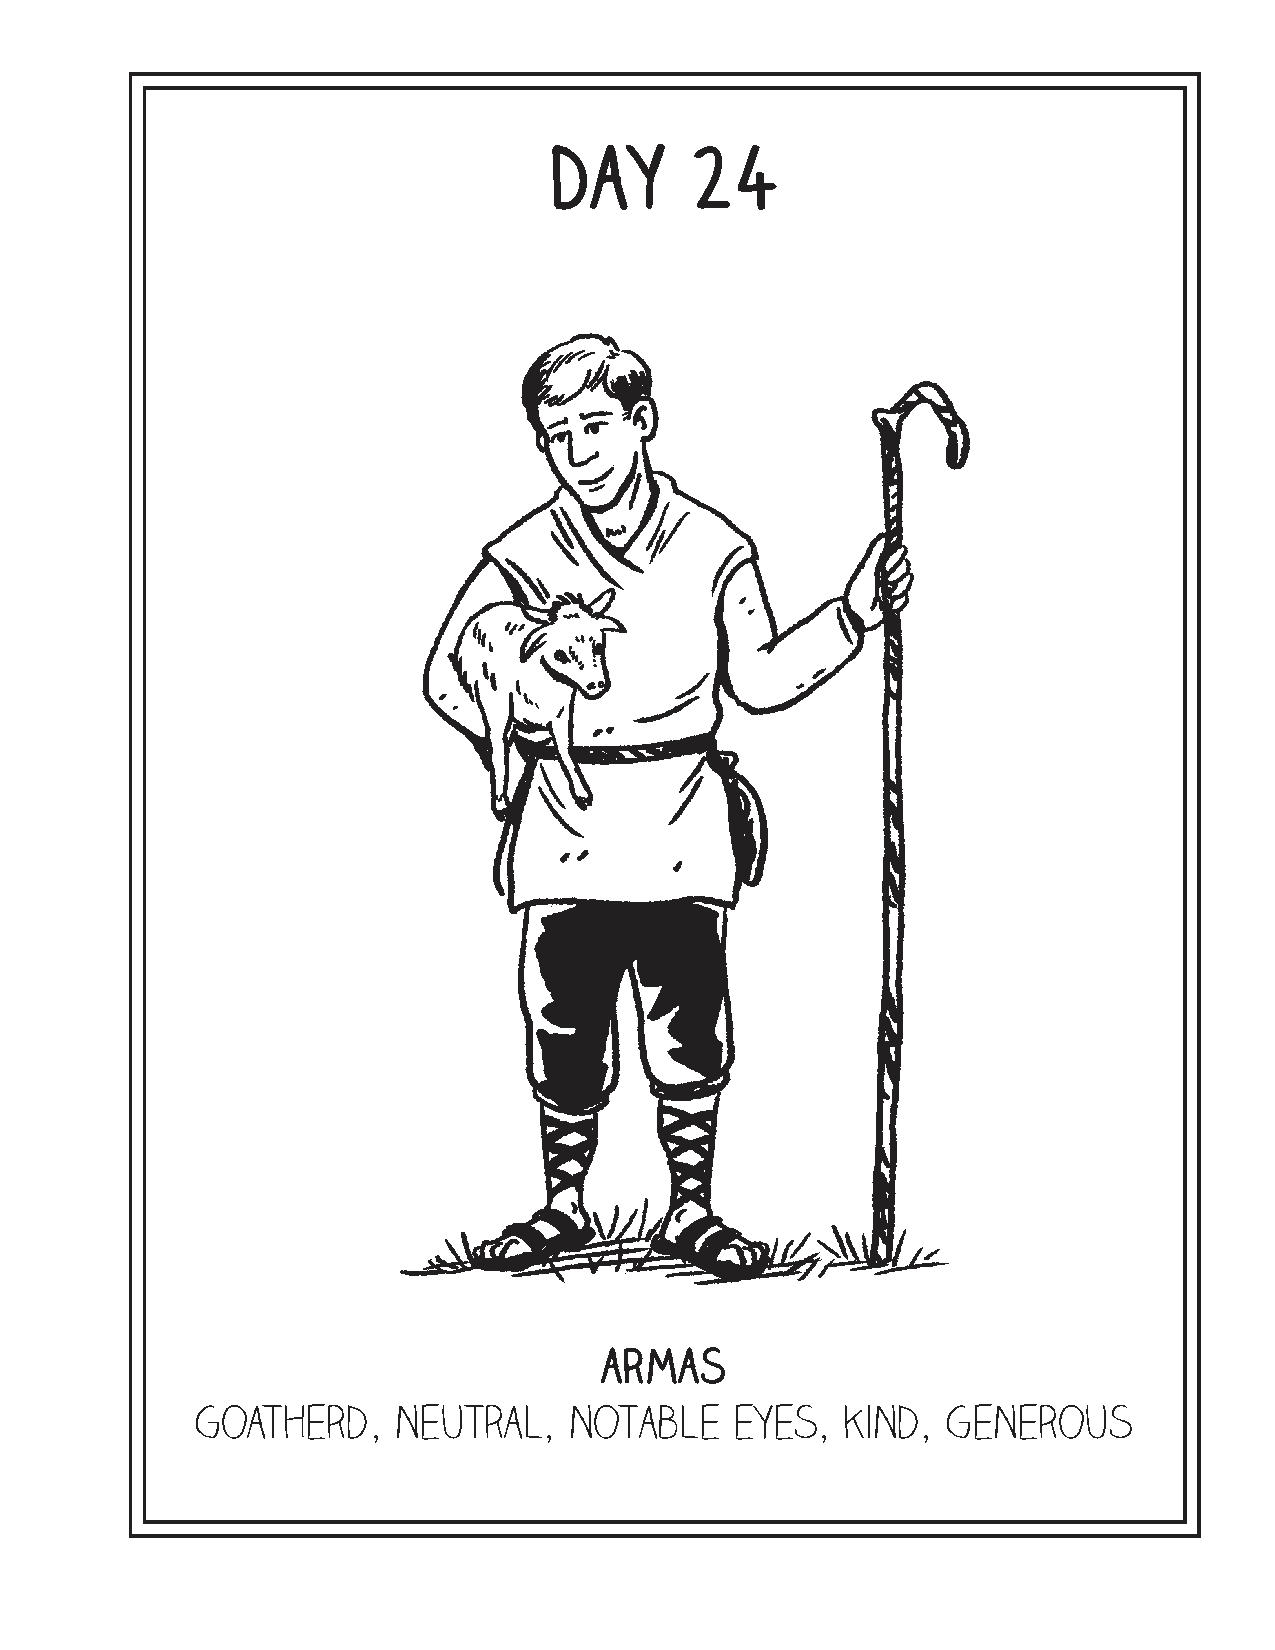 DAY 24
ARMAS
GOATHERD, NEUTRAL, NOTABLE EYES, KIND, GENEROUS